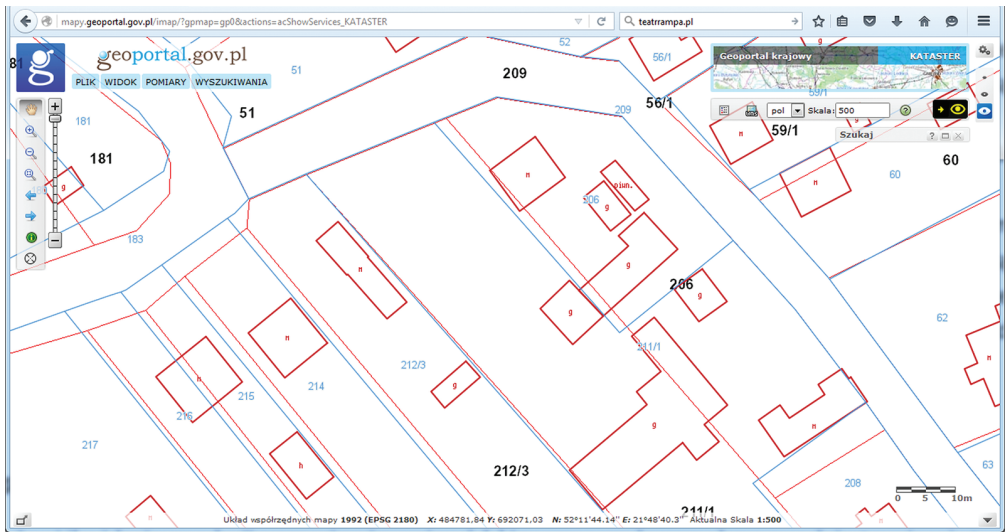 mapy.geoportal.gov.pl/imap/?gpmap=gp0&actions=acShowServices_KATASTER
teatrrampa.pl
geoportal.gov.pl
PLIK WIDOK POMIARY WYSZUKIWANIA
Geoportal krajowy KATASTER
pol Skala: 500
Szukaj
52
51
209
56/1
g
59/1
181
51
209
56/1
n
59/1
181
n
60
g
piun.
n
60
206
g
183
g
n
206
g
g
62
n
211/1
n
212/3
n
214
g
215
216
g
n
217
n
63
212/3
208
211/1
0 5 10m
Układ współrzędnych mapy 1992 (EPSG 2180) X: 484781.84 Y: 692071.03 N: 52°11'44.14'' E: 21°48'40.3'' Aktualna Skala 1:500